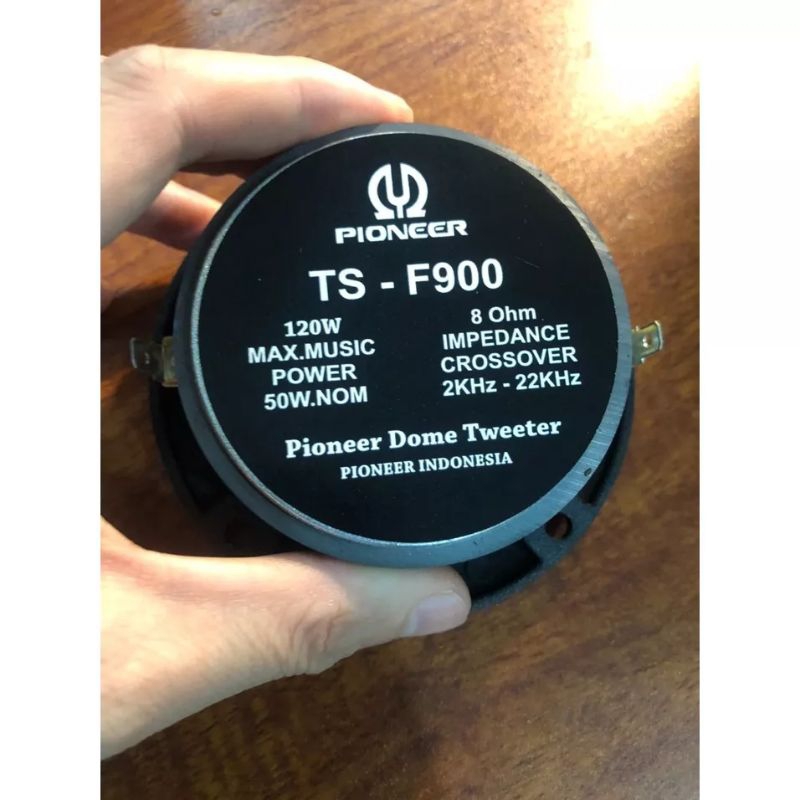 PIONEER
TS - F900
120W
MAX.MUSIC
POWER
50W.NOM
8 Ohm
IMPEDANCE
CROSSOVER
2KHz - 22KHz
Pioneer Dome Tweeter
PIONEER INDONESIA